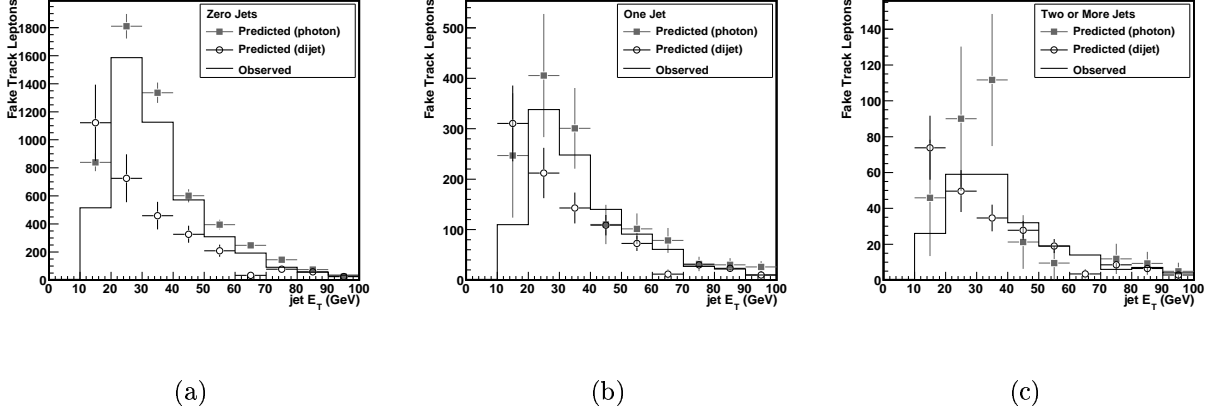 Zero Jets
Predicted (photon)
Predicted (dijet)
Observed
Fake Track Leptons
1800
1600
1400
1200
1000
800
600
400
200
0 10 20 30 40 50 60 70 80 90 100
jet E_T (GeV)
(a)
One Jet
Predicted (photon)
Predicted (dijet)
Observed
Fake Track Leptons
500
400
300
200
100
0
0 10 20 30 40 50 60 70 80 90 100
jet E_T (GeV)
(b)
Two or More Jets
Predicted (photon)
Predicted (dijet)
Observed
Fake Track Leptons
140
120
100
80
60
40
20
0
0 10 20 30 40 50 60 70 80 90 100
jet E_T (GeV)
(c)